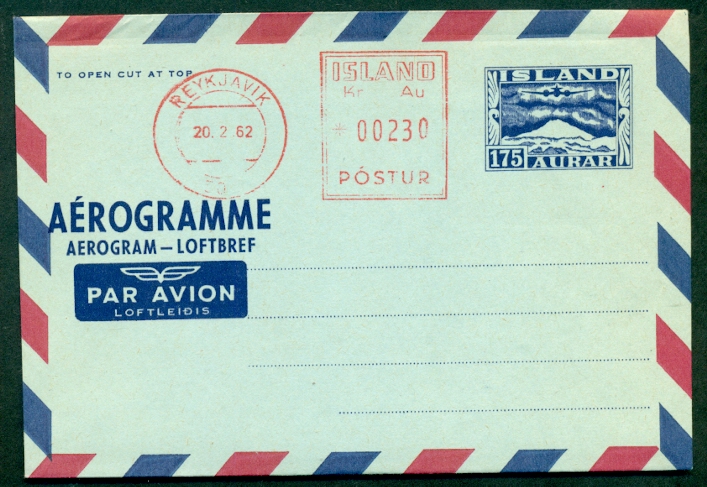 TO OPEN CUT AT TOP
REYKJAVIK
20. 2. 62
ISLAND
Kr Au
* 00230
PÓSTUR
ISLAND
175 AURAR
AÉROGRAMME
AEROGRAM — LOFTBREF
PAR AVION
LOFTLEIÐIS